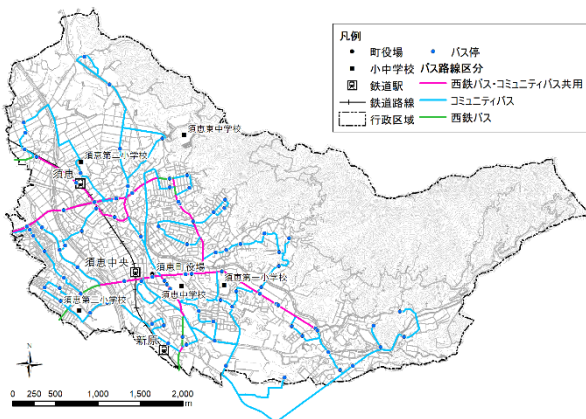 凡例
町役場
バス停
小中学校
バス路線区分
鉄道駅
西鉄バス・コミュニティバス共用
鉄道路線
コミュニティバス
行政区域
西鉄バス
須恵東中学校
須恵第二小学校
須恵
須恵中央
須恵町役場
須恵第一小学校
須恵中学校
須恵第三小学校
新原
N
0 250 500 1,000 1,500 2,000
m